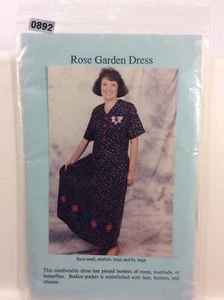 0892
Rose Garden Dress
Sizes small, medium, large, and Ex. large
This comfortable dress has pieced borders of roses, rosebuds, or
butterflies. Bodice pocket is embellished with lace, buttons, and
charms.